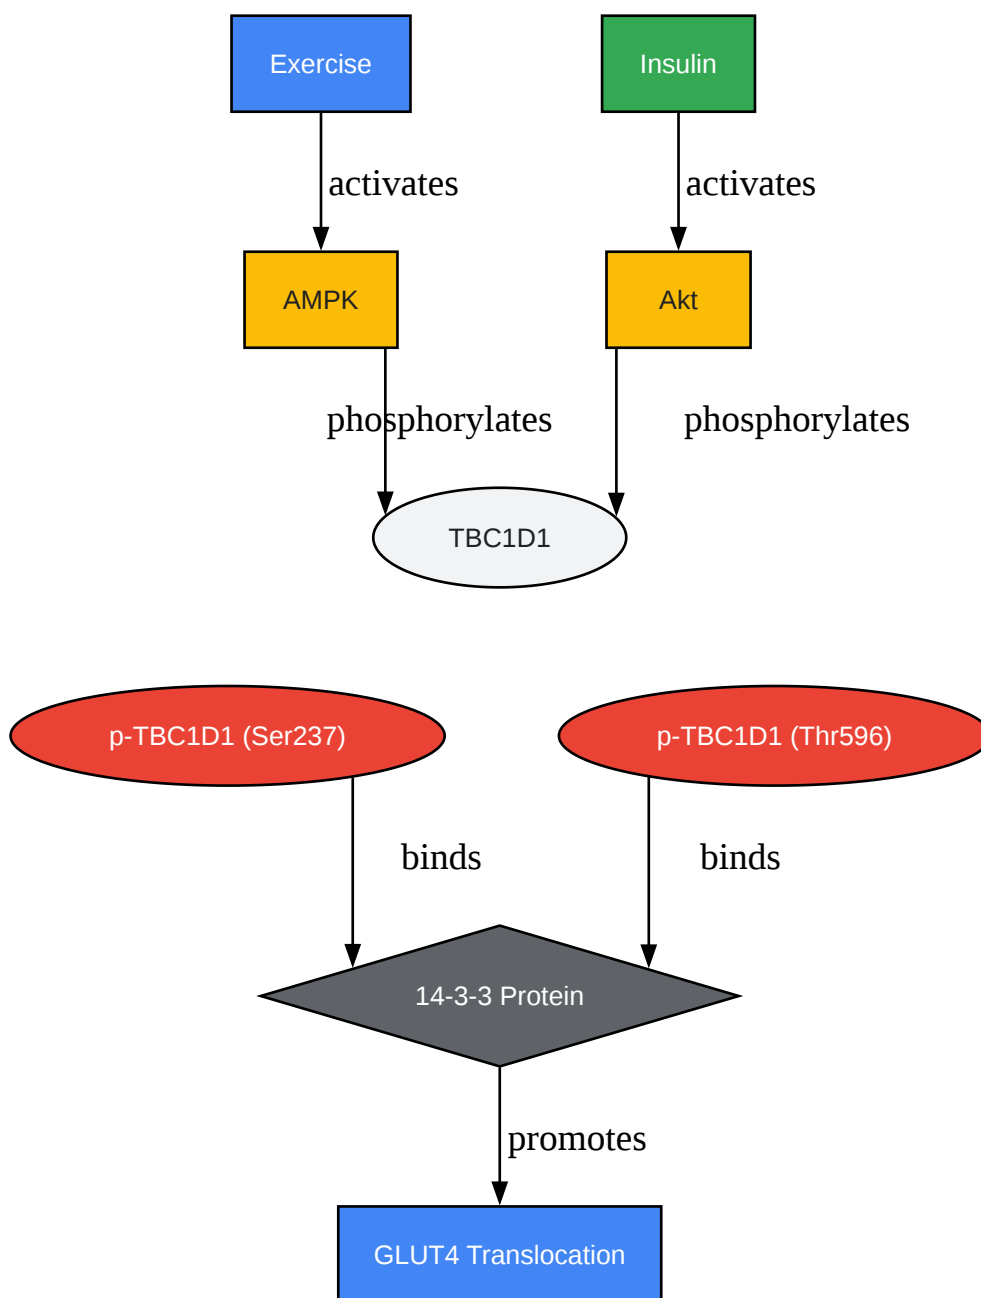 Exercise
Insulin
activates
activates
AMPK
Akt
phosphorylates
phosphorylates
TBC1D1
p-TBC1D1 (Ser237)
p-TBC1D1 (Thr596)
binds
binds
14-3-3 Protein
promotes
GLUT4 Translocation